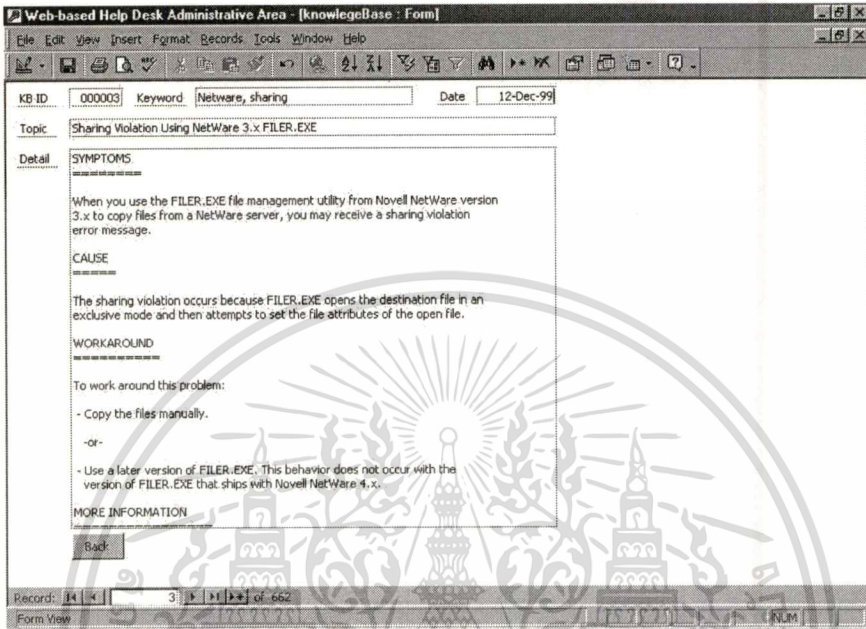 Web-based Help Desk Administrative Area - [knowlegeBase : Form]
File Edit View Insert Format Records Tools Window Help
KB ID 000003 Keyword Netware, sharing Date 12-Dec-99
Topic Sharing Violation Using NetWare 3.x FILER.EXE
Detail SYMPTOMS
========
When you use the FILER.EXE file management utility from Novell NetWare version
3.x to copy files from a NetWare server, you may receive a sharing violation
error message.
CAUSE
=====
The sharing violation occurs because FILER.EXE opens the destination file in an
exclusive mode and then attempts to set the file attributes of the open file.
WORKAROUND
==========
To work around this problem:
- Copy the files manually.
-or-
- Use a later version of FILER.EXE. This behavior does not occur with the
version of FILER.EXE that ships with Novell NetWare 4.x.
MORE INFORMATION
================
Back
Record: 3 of 662
Form View NUM